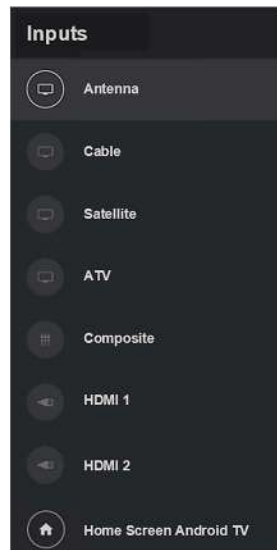 Inputs
Antenna
Cable
Satellite
ATV
Composite
HDMI 1
HDMI 2
Home Screen Android TV